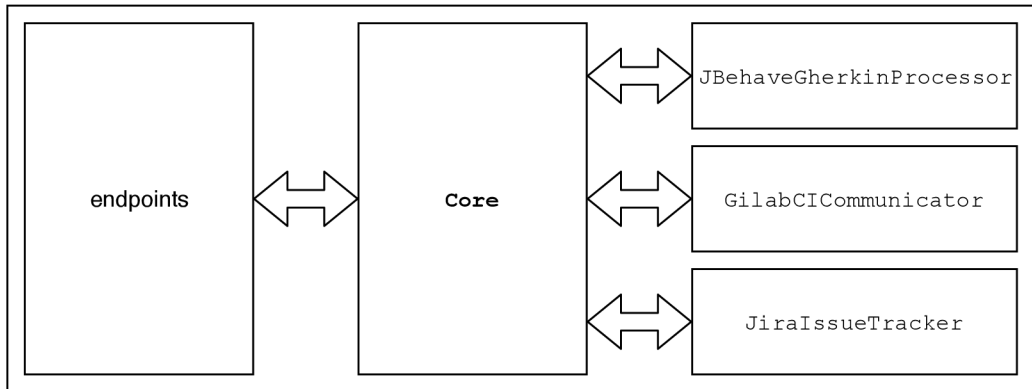 JBehaveGherkinProcessor
endpoints
Core
GilabCICommunicator
JiraIssueTracker